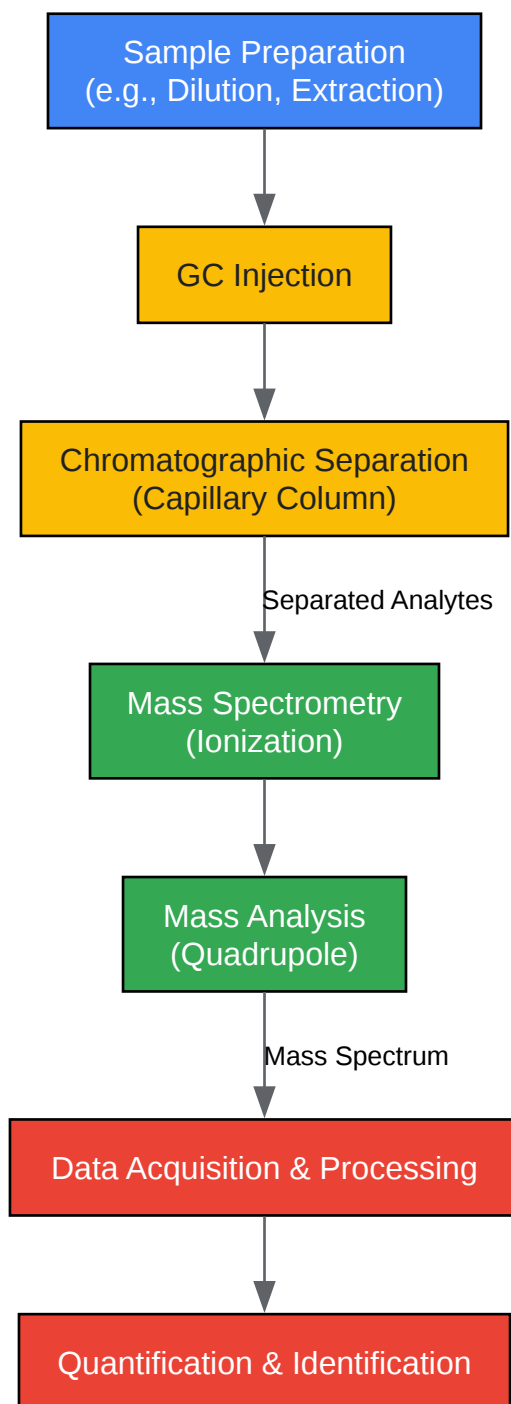 Sample Preparation
(e.g., Dilution, Extraction)
GC Injection
Chromatographic Separation
(Capillary Column)
Separated Analytes
Mass Spectrometry
(Ionization)
Mass Analysis
(Quadrupole)
Mass Spectrum
Data Acquisition & Processing
Quantification & Identification